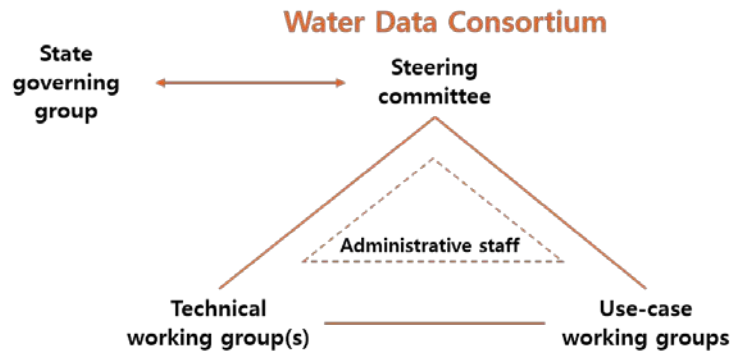 Water Data Consortium
State
governing
group
Steering
committee
Administrative staff
Technical
working group(s)
Use-case
working groups